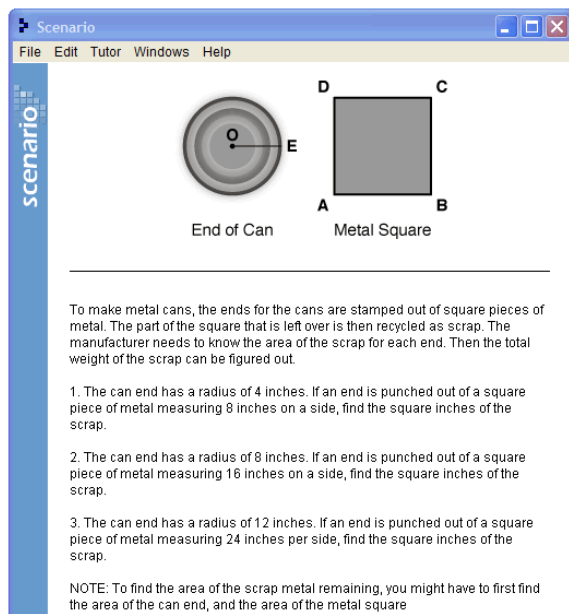 Scenario
File Edit Tutor Windows Help
scenario
D C
O
E
A B
End of Can Metal Square
To make metal cans, the ends for the cans are stamped out of square pieces of
metal. The part of the square that is left over is then recycled as scrap. The
manufacturer needs to know the area of the scrap for each end. Then the total
weight of the scrap can be figured out.
1. The can end has a radius of 4 inches. If an end is punched out of a square
piece of metal measuring 8 inches on a side, find the square inches of the
scrap.
2. The can end has a radius of 8 inches. If an end is punched out of a square
piece of metal measuring 16 inches on a side, find the square inches of the
scrap.
3. The can end has a radius of 12 inches. If an end is punched out of a square
piece of metal measuring 24 inches per side, find the square inches of the
scrap.
NOTE: To find the area of the scrap metal remaining, you might have to first find
the area of the can end, and the area of the metal square